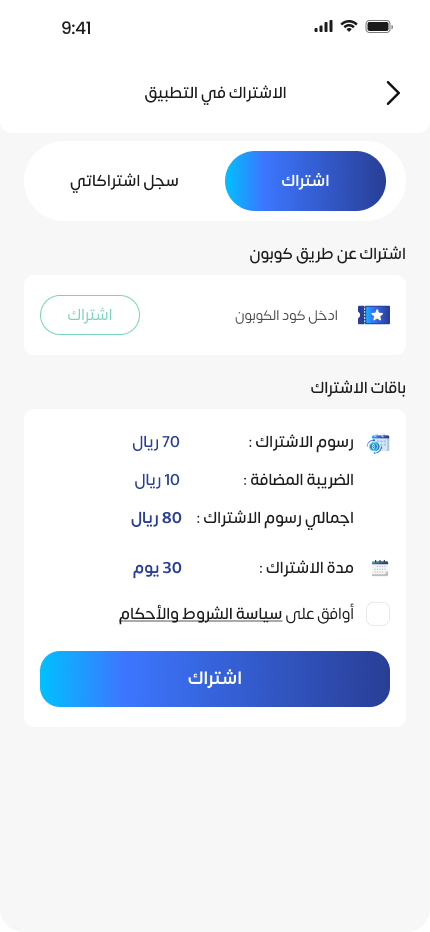 9:41
الاشتراك في التطبيق
اشتراك
سجل اشتراكاتي
اشتراك عن طريق كوبون
ادخل كود الكوبون
اشتراك
باقات الاشتراك
رسوم الاشتراك : 70 ريال
الضريبة المضافة : 10 ريال
اجمالي رسوم الاشتراك : 80 ريال
مدة الاشتراك : 30 يوم
أوافق على سياسة الشروط والأحكام
اشتراك